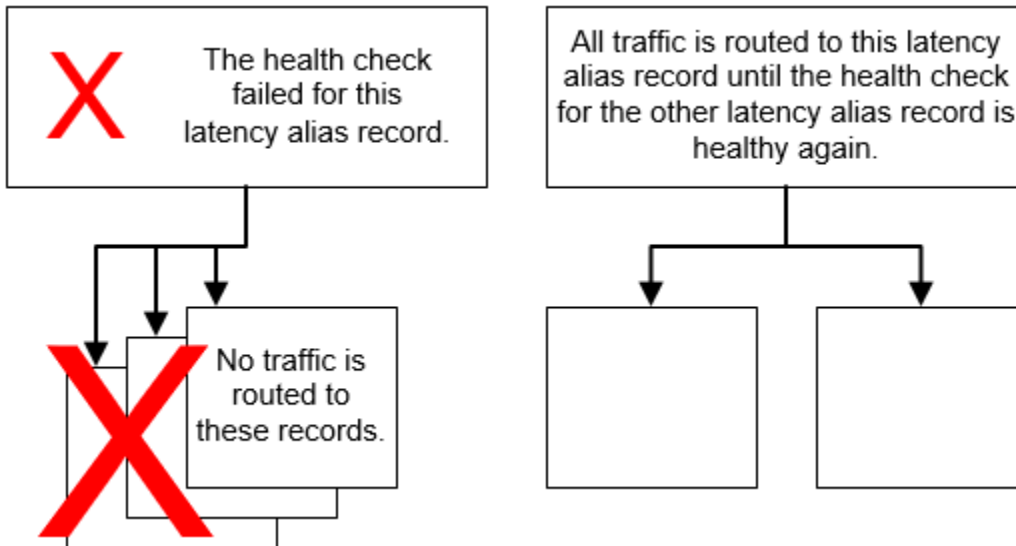 The health check
failed for this
latency alias record.
All traffic is routed to this latency
alias record until the health check
for the other latency alias record is
healthy again.
No traffic is
routed to
these records.